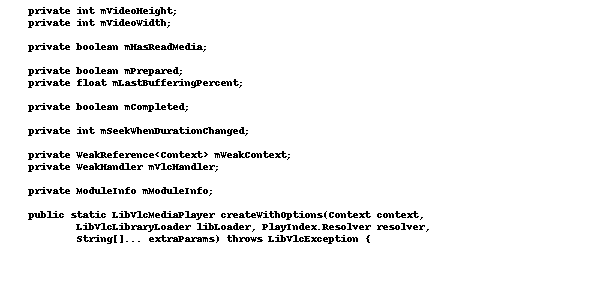 private int mVideoHeight;
private int mVideoWidth;
private boolean mHasReadMedia;
private boolean mPrepared;
private float mLastBufferingPercent;
private boolean mCompleted;
private int mSeekWhenDurationChanged;
private WeakReference<Context> mWeakContext;
private WeakHandler mVlcHandler;
private ModuleInfo mModuleInfo;
public static LibVlcMediaPlayer createWithOptions(Context context,
LibVlcLibraryLoader libLoader, PlayIndex.Resolver resolver,
String[]... extraParams) throws LibVlcException {